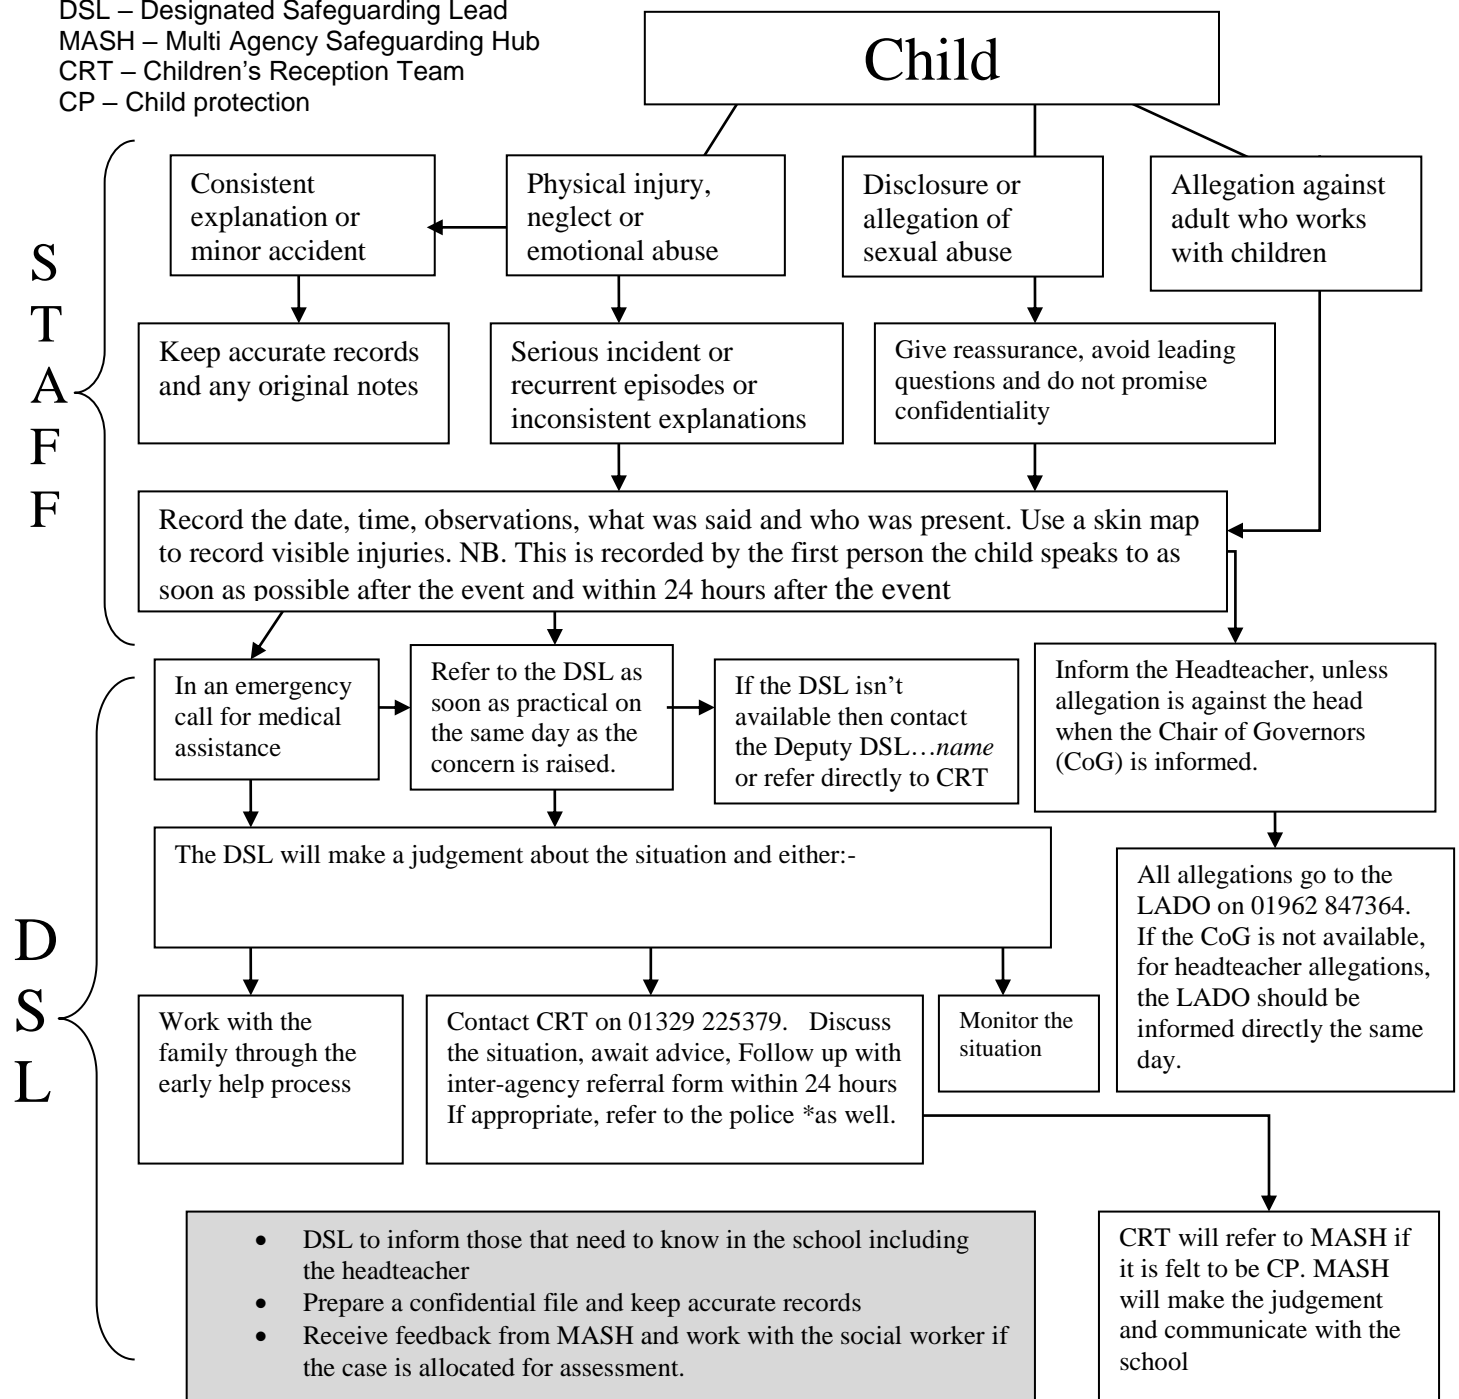 DSL – Designated Safeguarding Lead
MASH – Multi Agency Safeguarding Hub
CRT – Children's Reception Team
CP – Child protection
Child
Consistent
explanation or
minor accident
Physical injury,
neglect or
emotional abuse
Disclosure or
allegation of
sexual abuse
Allegation against
adult who works
with children
S
T
A
F
F
Keep accurate records
and any original notes
Serious incident or
recurrent episodes or
inconsistent explanations
Give reassurance, avoid leading
questions and do not promise
confidentiality
Record the date, time, observations, what was said and who was present. Use a skin map
to record visible injuries. NB. This is recorded by the first person the child speaks to as
soon as possible after the event and within 24 hours after the event
In an emergency
call for medical
assistance
Refer to the DSL as
soon as practical on
the same day as the
concern is raised.
If the DSL isn't
available then contact
the Deputy DSL…name
or refer directly to CRT
Inform the Headteacher, unless
allegation is against the head
when the Chair of Governors
(CoG) is informed.
The DSL will make a judgement about the situation and either:-
All allegations go to the
LADO on 01962 847364.
If the CoG is not available,
for headteacher allegations,
the LADO should be
informed directly the same
day.
D
S
L
Work with the
family through the
early help process
Contact CRT on 01329 225379.   Discuss
the situation, await advice, Follow up with
inter-agency referral form within 24 hours
If appropriate, refer to the police *as well.
Monitor the
situation
• DSL to inform those that need to know in the school including
the headteacher
• Prepare a confidential file and keep accurate records
• Receive feedback from MASH and work with the social worker if
the case is allocated for assessment.
CRT will refer to MASH if
it is felt to be CP. MASH
will make the judgement
and communicate with the
school